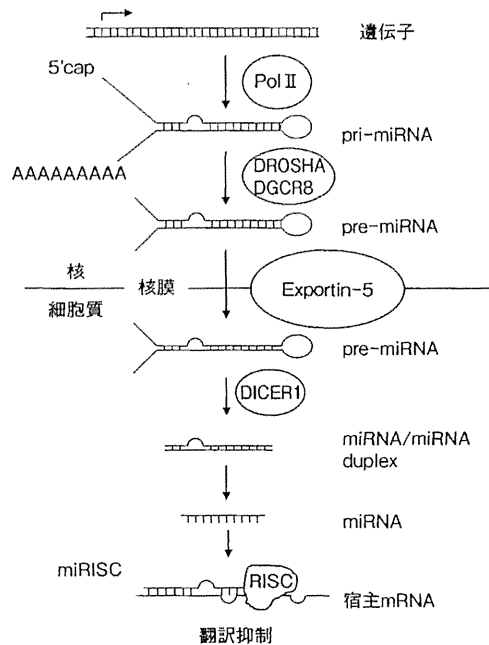 遺伝子
5'cap
Pol II
pri-miRNA
AAAAAAAAA
DROSHA
DGCR8
pre-miRNA
核
核膜
Exportin-5
細胞質
pre-miRNA
DICER1
miRNA/miRNA
duplex
miRNA
miRISC
RISC
宿主mRNA
翻訳抑制